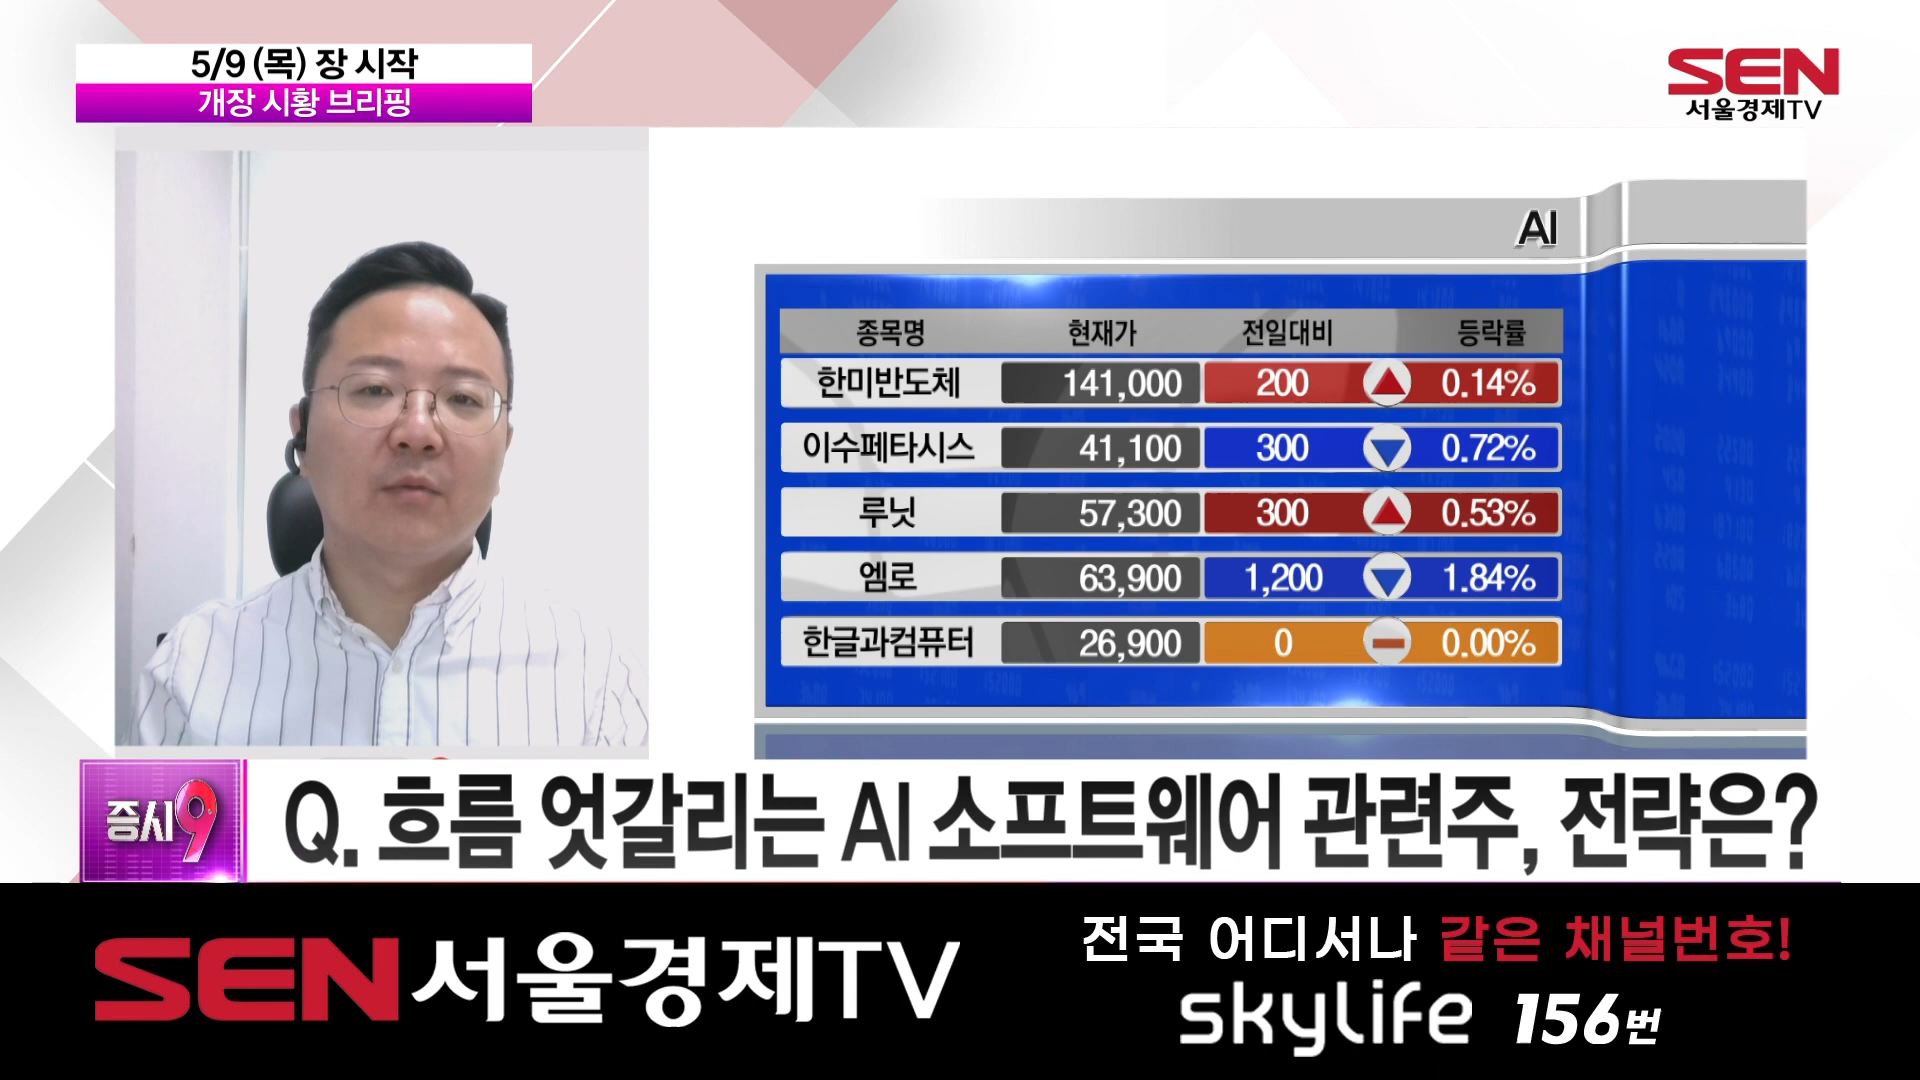 5/9 (목) 장 시작
개장 시황 브리핑
SEN
서울경제TV
AI
종목명 현재가 전일대비 등락률
한미반도체 141,000 200 0.14%
이수페타시스 41,100 300 0.72%
루닛 57,300 300 0.53%
엠로 63,900 1,200 1.84%
한글과컴퓨터 26,900 0 0.00%
증시9
Q. 흐름 엇갈리는 AI 소프트웨어 관련주, 전략은?
SEN 서울경제TV
전국 어디서나 같은 채널번호!
skylife 156번